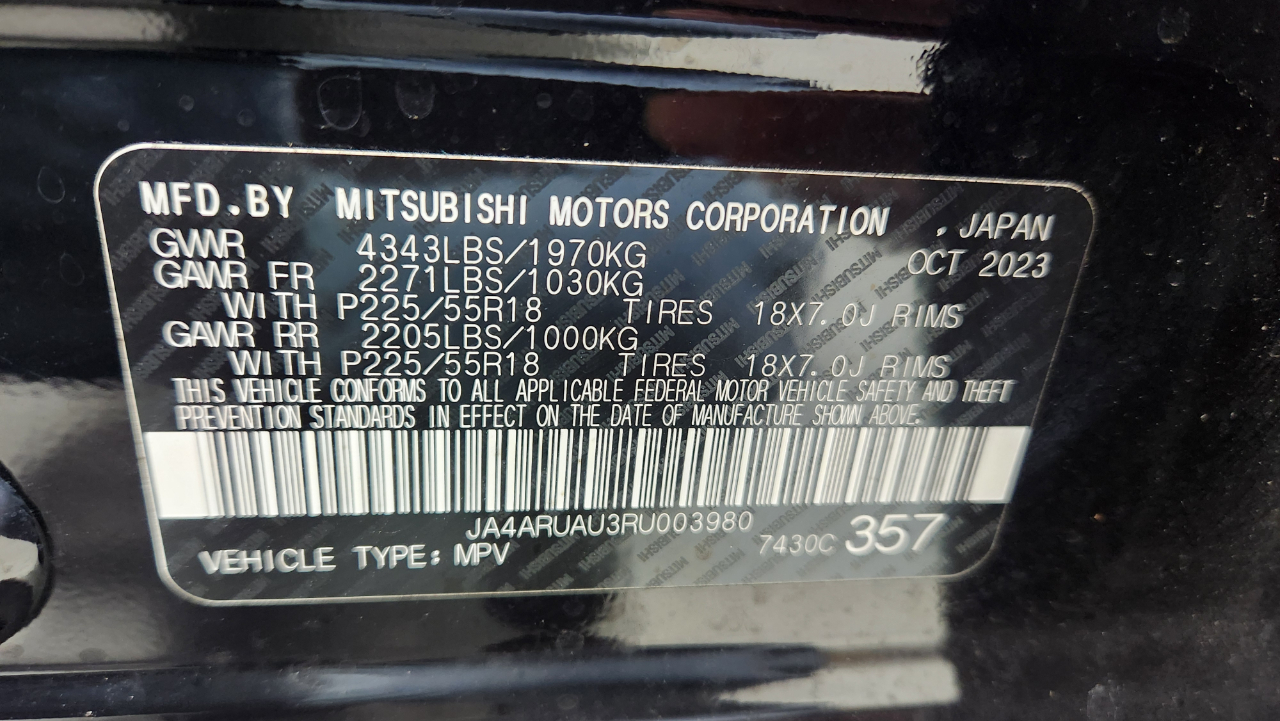 MFD.BY MITSUBISHI MOTORS CORPORATION , JAPAN
GVWR 4343LBS/1970KG OCT 2023
GAWR FR 2271LBS/1030KG
WITH P225/55R18 TIRES 18X7.0J RIMS
GAWR RR 2205LBS/1000KG
WITH P225/55R18 TIRES 18X7.0J RIMS
THIS VEHICLE CONFORMS TO ALL APPLICABLE FEDERAL MOTOR VEHICLE SAFETY AND THEFT
PREVENTION STANDARDS IN EFFECT ON THE DATE OF MANUFACTURE SHOWN ABOVE.
JA4ARUAU3RU003980
VEHICLE TYPE: MPV 7430C 357